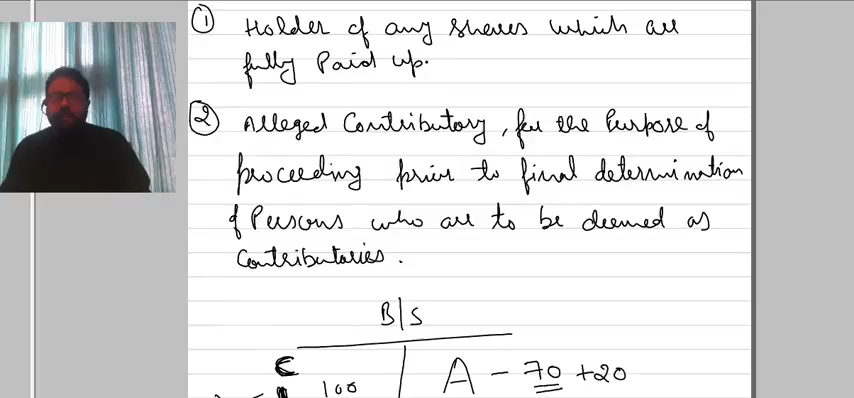 ① Holder of any shares which are
fully Paid up.
② Alleged Contributory, for the Purpose of
proceeding prior to final determination
of Persons who are to be deemed as
Contributories.
B/S
100
A - 70 +20